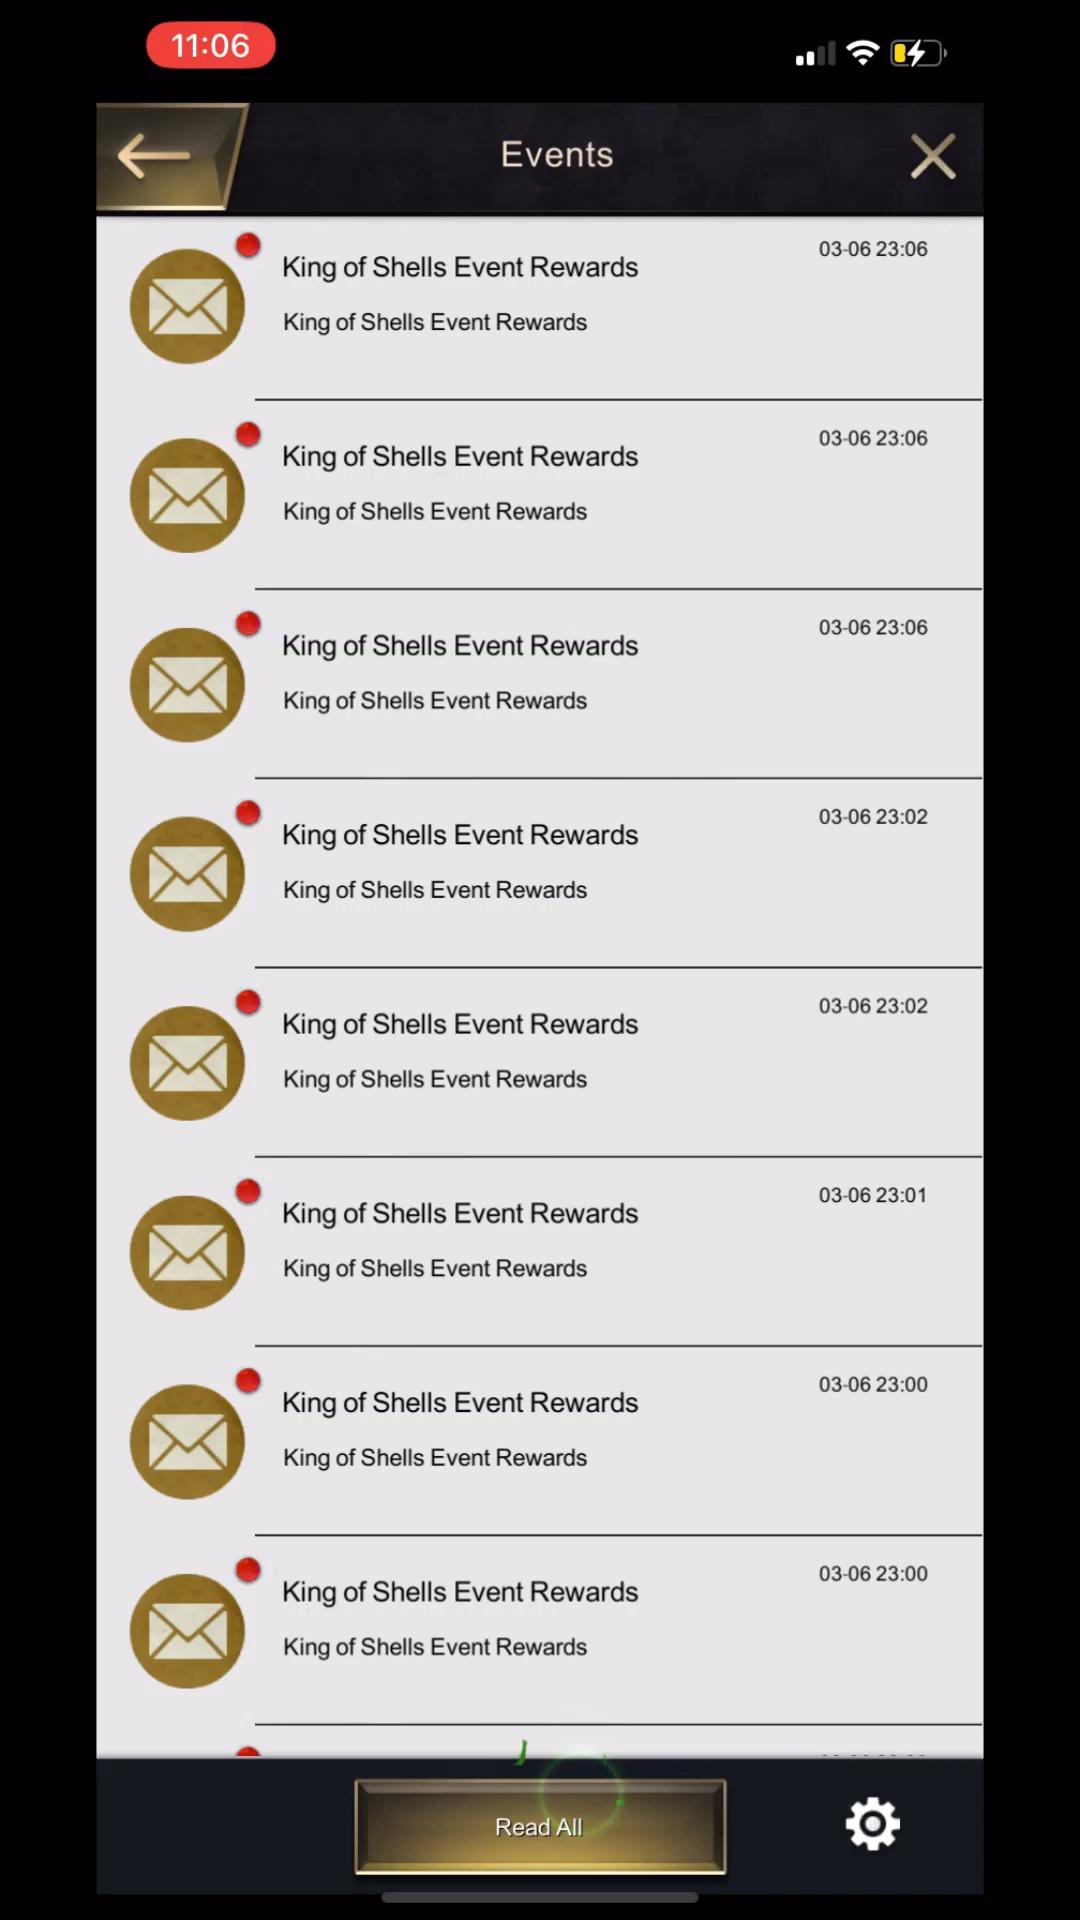 11:06
Events
King of Shells Event Rewards
03-06 23:06
King of Shells Event Rewards
King of Shells Event Rewards
03-06 23:06
King of Shells Event Rewards
King of Shells Event Rewards
03-06 23:06
King of Shells Event Rewards
King of Shells Event Rewards
03-06 23:02
King of Shells Event Rewards
King of Shells Event Rewards
03-06 23:02
King of Shells Event Rewards
King of Shells Event Rewards
03-06 23:01
King of Shells Event Rewards
King of Shells Event Rewards
03-06 23:00
King of Shells Event Rewards
King of Shells Event Rewards
03-06 23:00
King of Shells Event Rewards
Read All